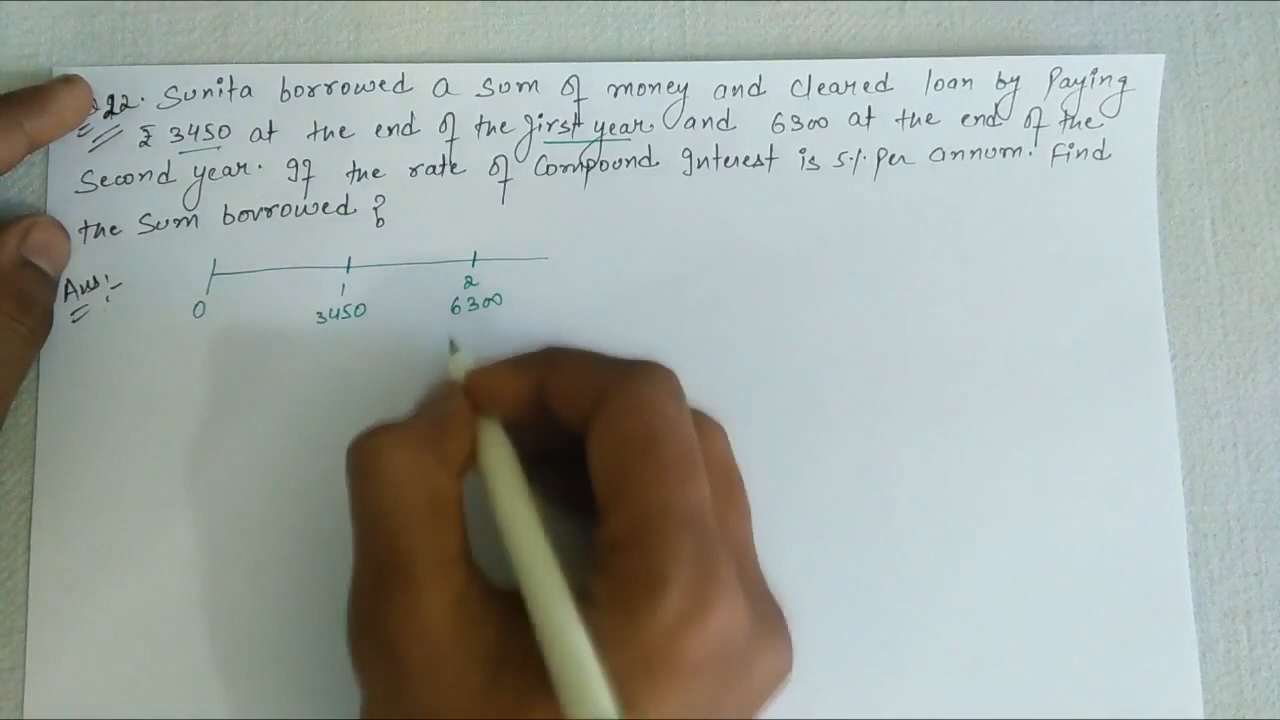 22. Sunita borrowed a sum of money and cleared loan by Paying
₹ 3450 at the end of the first year and 6300 at the end of the
Second year. If the rate of Compound Interest is 5% Per annum. Find
the Sum borrowed ?
Ans:-
0 1 2
3450 6300